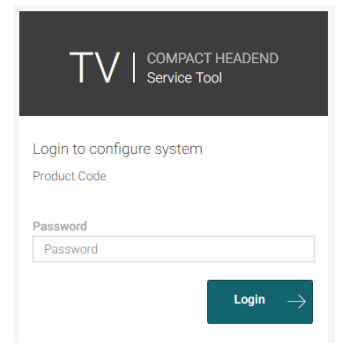 TV | COMPACT HEADEND
Service Tool
Login to configure system
Product Code
Password
Password
Login →